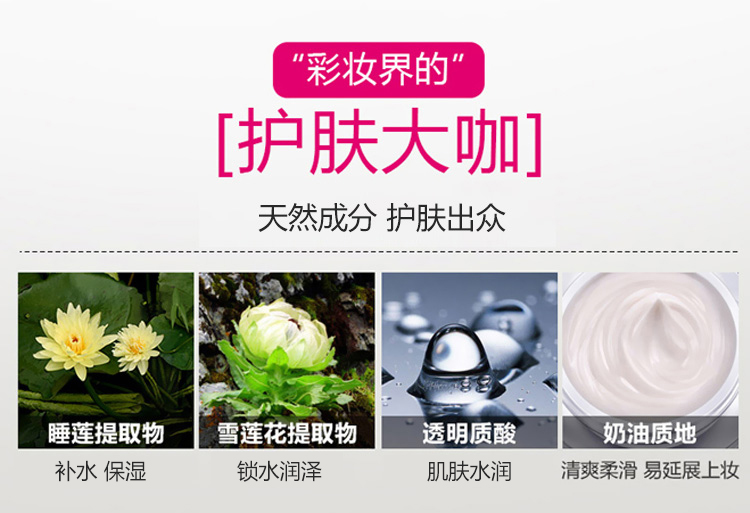 “彩妆界的”
[护肤大咖]
天然成分 护肤出众
睡莲提取物
补水 保湿
雪莲花提取物
锁水润泽
透明质酸
肌肤水润
奶油质地
清爽柔滑 易延展上妆